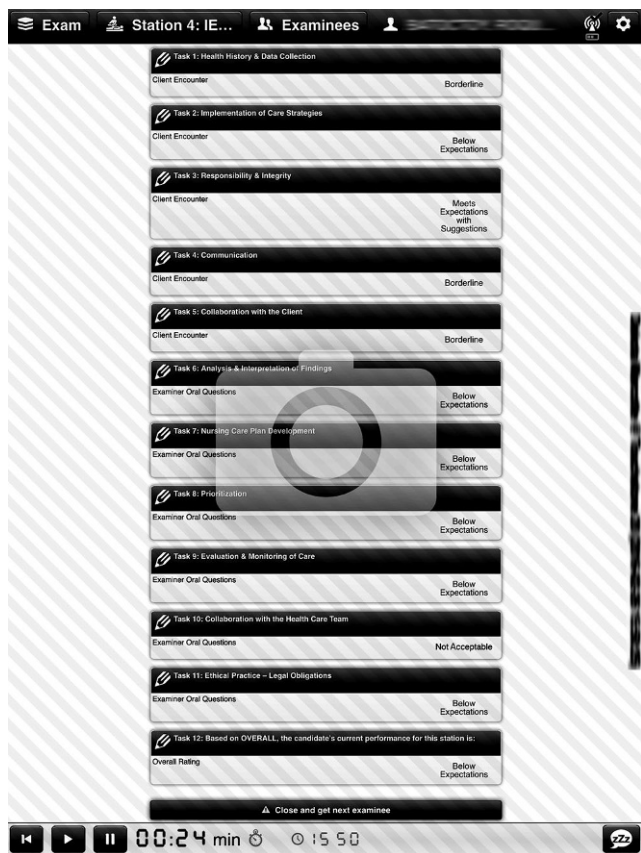 Exam Station 4: IE... Examinees
Task 1: Health History & Data Collection
Client Encounter
Borderline
Task 2: Implementation of Care Strategies
Client Encounter
Below
Expectations
Task 3: Responsibility & Integrity
Client Encounter
Meets
Expectations
with
Suggestions
Task 4: Communication
Client Encounter
Borderline
Task 5: Collaboration with the Client
Client Encounter
Borderline
Task 6: Analysis & Interpretation of Findings
Examiner Oral Questions
Below
Expectations
Task 7: Nursing Care Plan Development
Examiner Oral Questions
Below
Expectations
Task 8: Prioritization
Examiner Oral Questions
Below
Expectations
Task 9: Evaluation & Monitoring of Care
Examiner Oral Questions
Below
Expectations
Task 10: Collaboration with the Health Care Team
Examiner Oral Questions
Not Acceptable
Task 11: Ethical Practice – Legal Obligations
Examiner Oral Questions
Below
Expectations
Task 12: Based on OVERALL, the candidate's current performance for this station is:
Overall Rating
Below
Expectations
Close and get next examinee
00:24 min 15 50
zzz